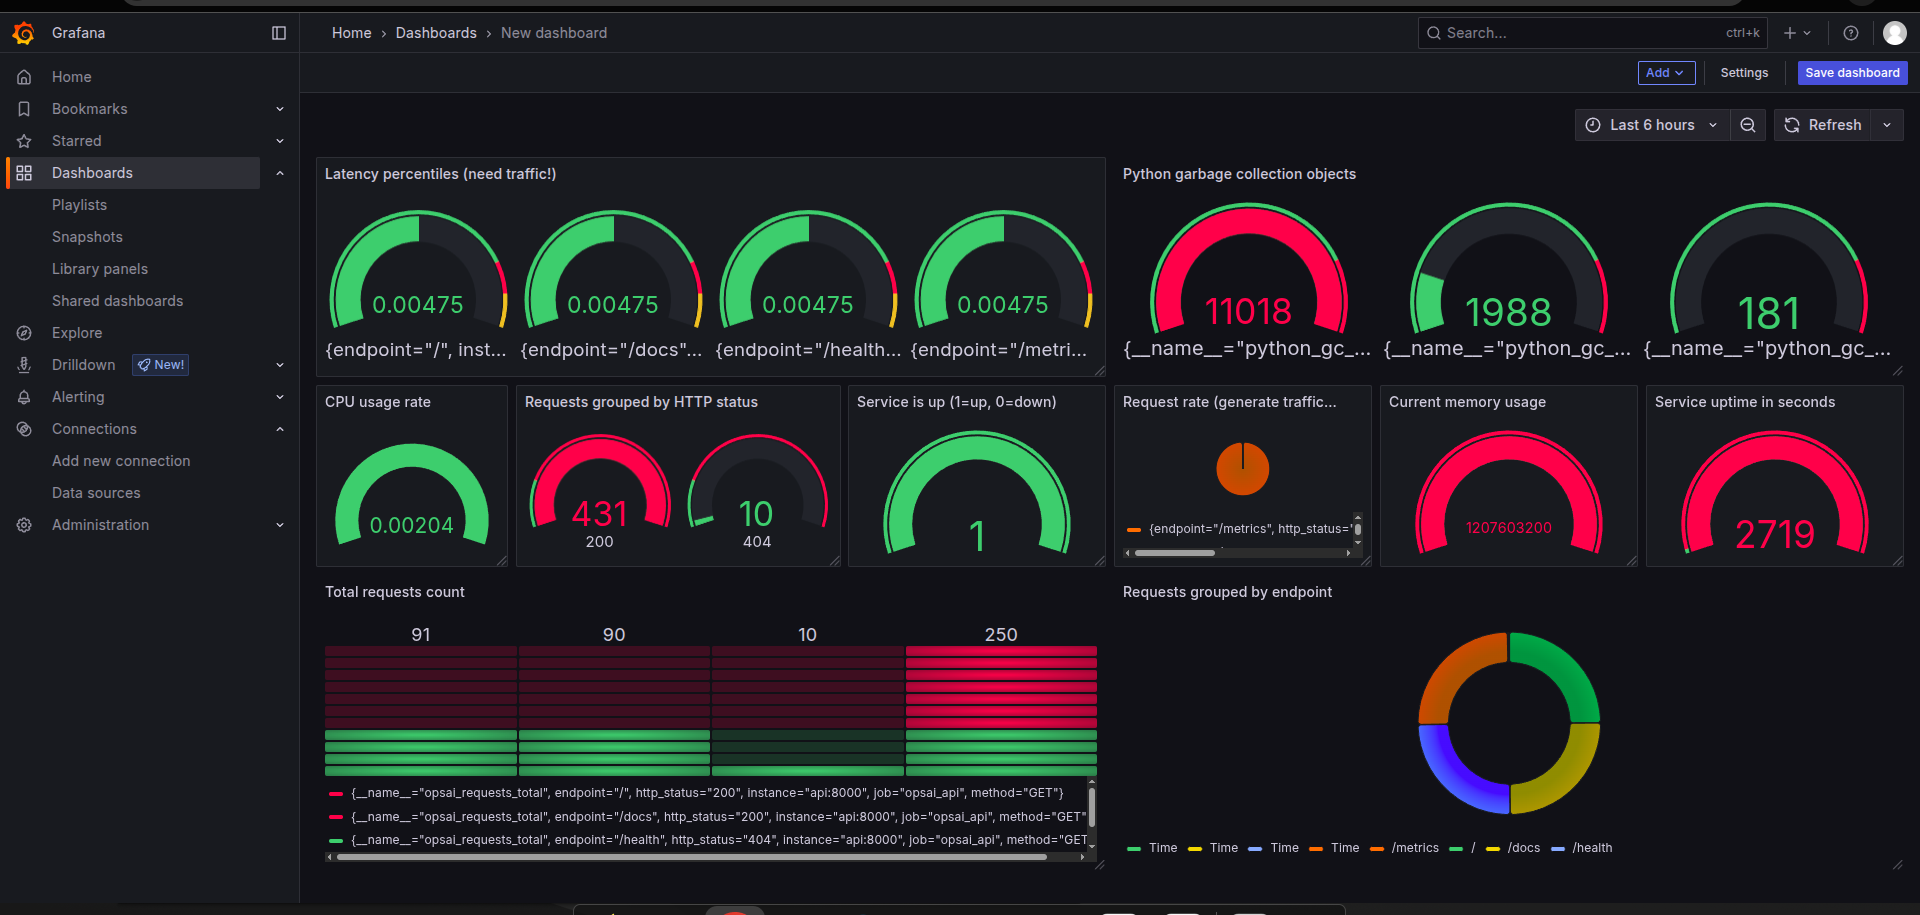 Grafana
Home › Dashboards › New dashboard
Search...
ctrl+k
Home
Bookmarks
Starred
Dashboards
Playlists
Snapshots
Library panels
Shared dashboards
Explore
Drilldown
New!
Alerting
Connections
Add new connection
Data sources
Administration
Add
Settings
Save dashboard
Last 6 hours
Refresh
Latency percentiles (need traffic!)
0.00475
0.00475
0.00475
0.00475
{endpoint="/", inst...
{endpoint="/docs"...
{endpoint="/health...
{endpoint="/metri...
Python garbage collection objects
11018
1988
181
{__name__="python_gc_...
{__name__="python_gc_...
{__name__="python_gc_...
CPU usage rate
0.00204
Requests grouped by HTTP status
431
10
200
404
Service is up (1=up, 0=down)
1
Request rate (generate traffic...
{endpoint="/metrics", http_status="
Current memory usage
1207603200
Service uptime in seconds
2719
Total requests count
91
90
10
250
{__name__="opsai_requests_total", endpoint="/", http_status="200", instance="api:8000", job="opsai_api", method="GET"}
{__name__="opsai_requests_total", endpoint="/docs", http_status="200", instance="api:8000", job="opsai_api", method="GET"
{__name__="opsai_requests_total", endpoint="/health", http_status="404", instance="api:8000", job="opsai_api", method="GET
Requests grouped by endpoint
Time
Time
Time
Time
/metrics
/
/docs
/health